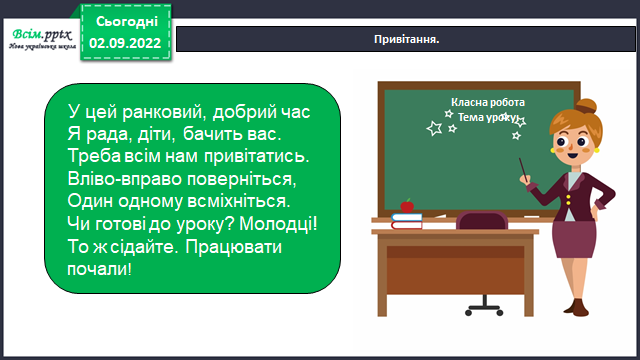 Всім.pptx
Нова українська школа
Сьогодні
02.09.2022
Привітання.
У цей ранковий, добрий час
Я рада, діти, бачить вас.
Треба всім нам привітатись.
Вліво-вправо поверніться,
Один одному всміхніться.
Чи готові до уроку? Молодці!
То ж сідайте. Працювати
почали!
Класна робота
Тема уроку: